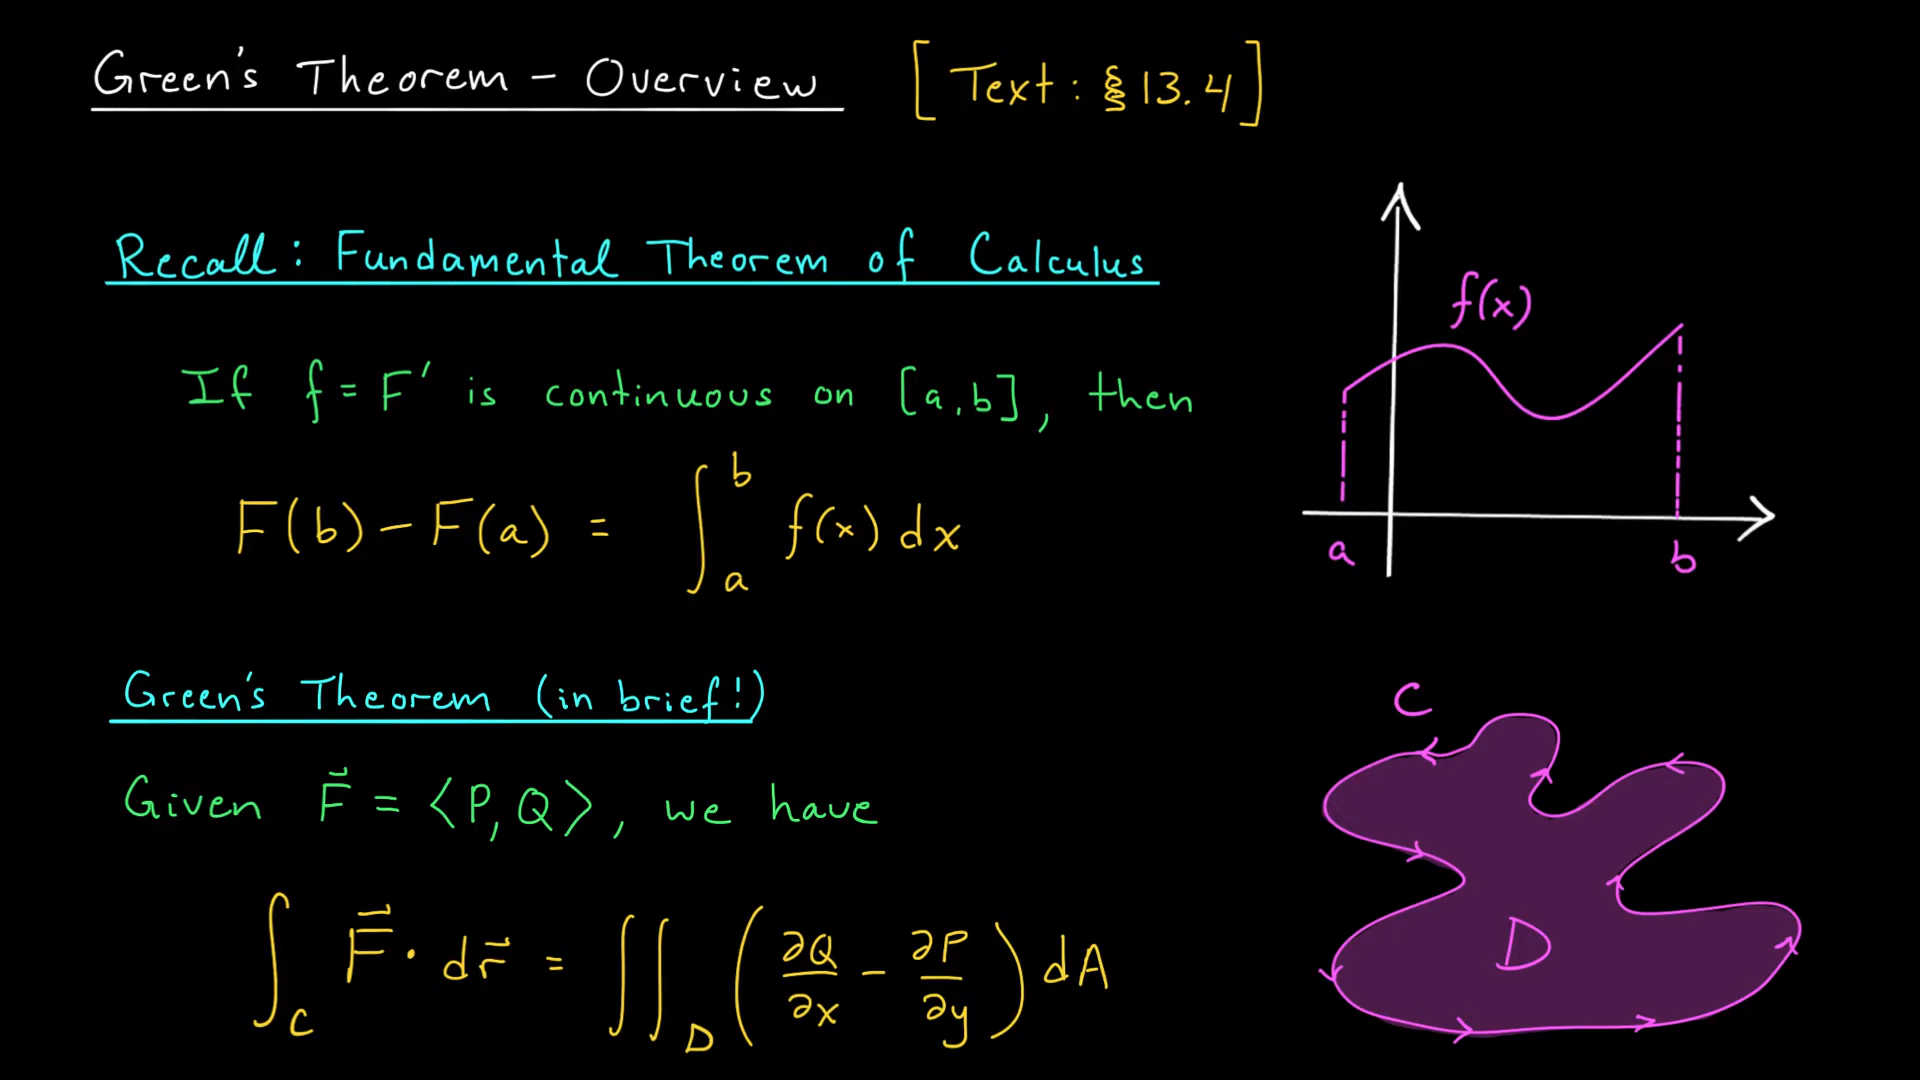 Green's Theorem - Overview [Text: §13.4]
Recall: Fundamental Theorem of Calculus
If f = F' is continuous on [a,b], then
F(b) - F(a) = ∫_a^b f(x) dx
f(x)
a b
Green's Theorem (in brief!)
Given F⃗ = ⟨P, Q⟩, we have
∫_C F⃗ · dr⃗ = ∬_D (∂Q/∂x - ∂P/∂y) dA
C
D